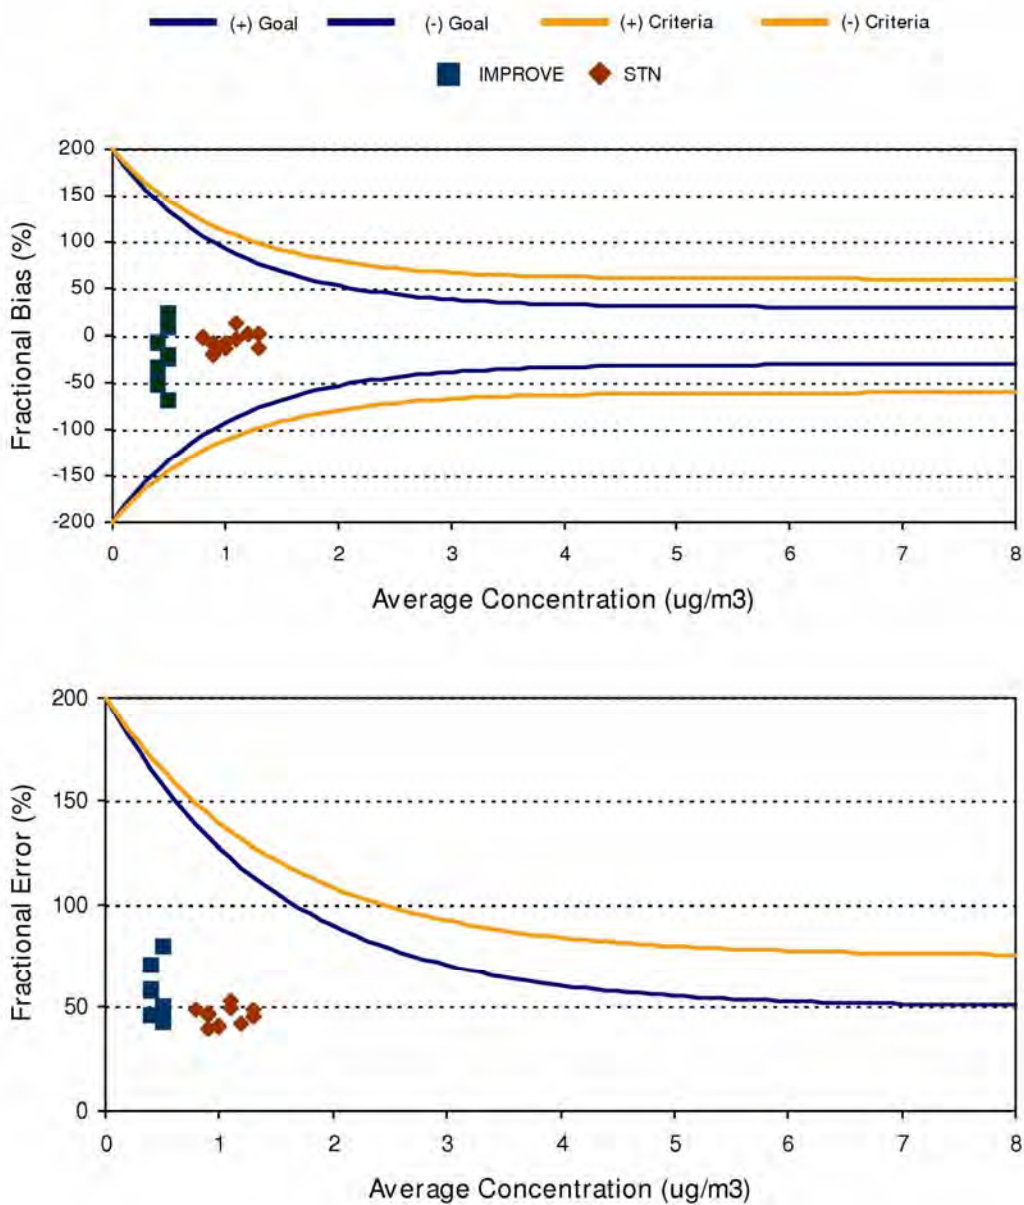 (+) Goal (-) Goal (+) Criteria (-) Criteria
IMPROVE STN
200
150
100
50
0
-50
-100
-150
-200
Fractional Bias (%)
0 1 2 3 4 5 6 7 8
Average Concentration (ug/m3)
200
150
100
50
0
Fractional Error (%)
0 1 2 3 4 5 6 7 8
Average Concentration (ug/m3)